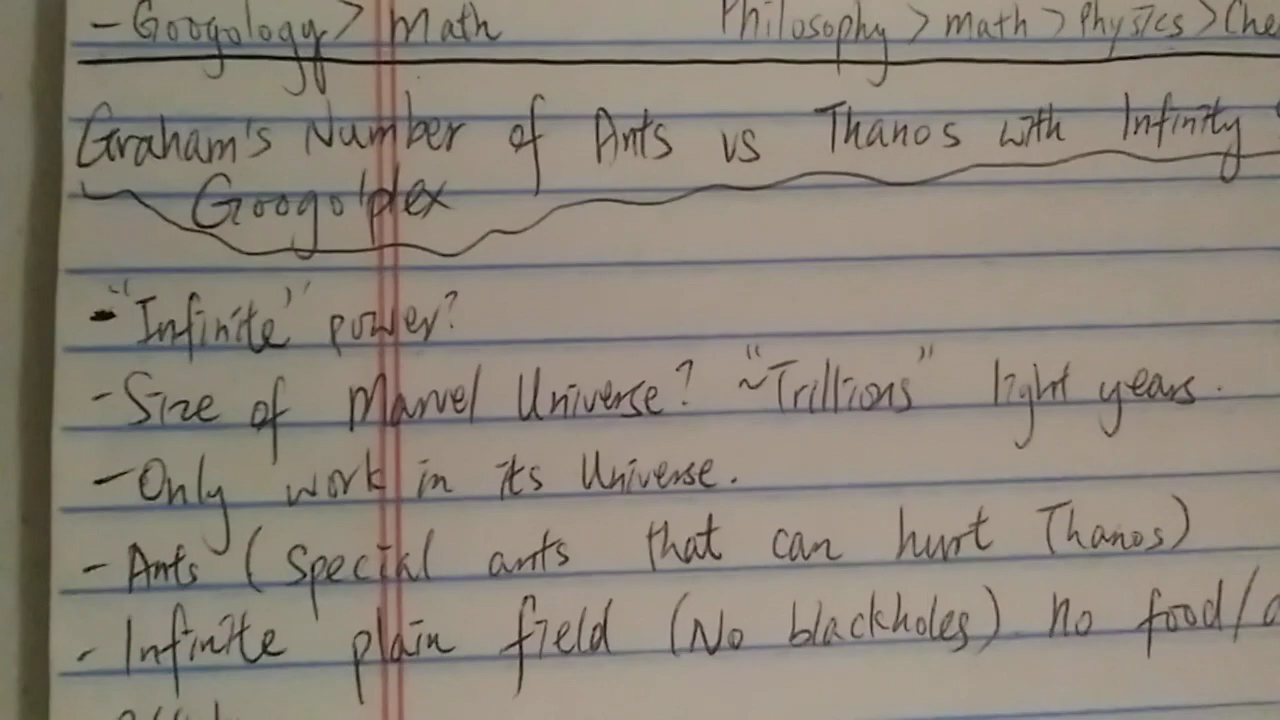 - Googology > Math Philosophy > math > Physics > Che
Graham's Number of Ants vs Thanos with Infinity
Googolplex
- "Infinite" power?
- Size of Marvel Universe? "~Trillions" light years.
- Only work in its Universe.
- Ants (Special ants that can hurt Thanos)
- Infinite plain field (No blackholes) no food/